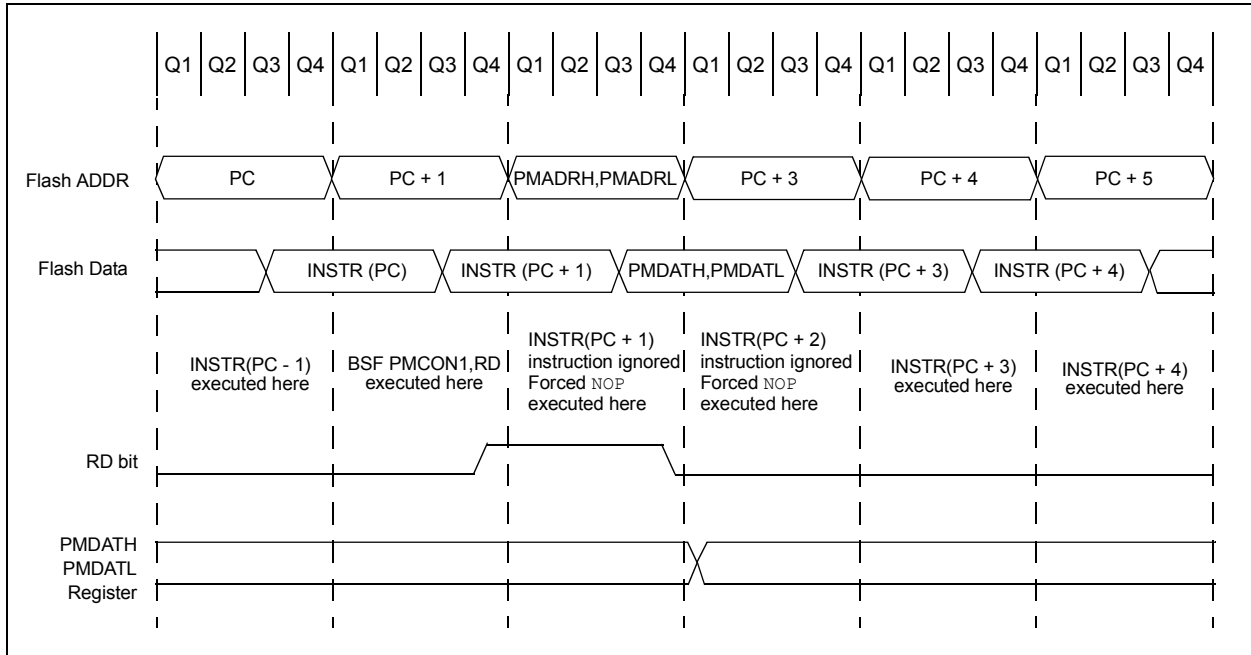 Q1 Q2 Q3 Q4 Q1 Q2 Q3 Q4 Q1 Q2 Q3 Q4 Q1 Q2 Q3 Q4 Q1 Q2 Q3 Q4 Q1 Q2 Q3 Q4
Flash ADDR PC PC + 1 PMADRH,PMADRL PC + 3 PC + 4 PC + 5
Flash Data INSTR (PC) INSTR (PC + 1) PMDATH,PMDATL INSTR (PC + 3) INSTR (PC + 4)
INSTR(PC - 1)
executed here
BSF PMCON1,RD
executed here
INSTR(PC + 1)
instruction ignored
Forced NOP
executed here
INSTR(PC + 2)
instruction ignored
Forced NOP
executed here
INSTR(PC + 3)
executed here
INSTR(PC + 4)
executed here
RD bit
PMDATH
PMDATL
Register